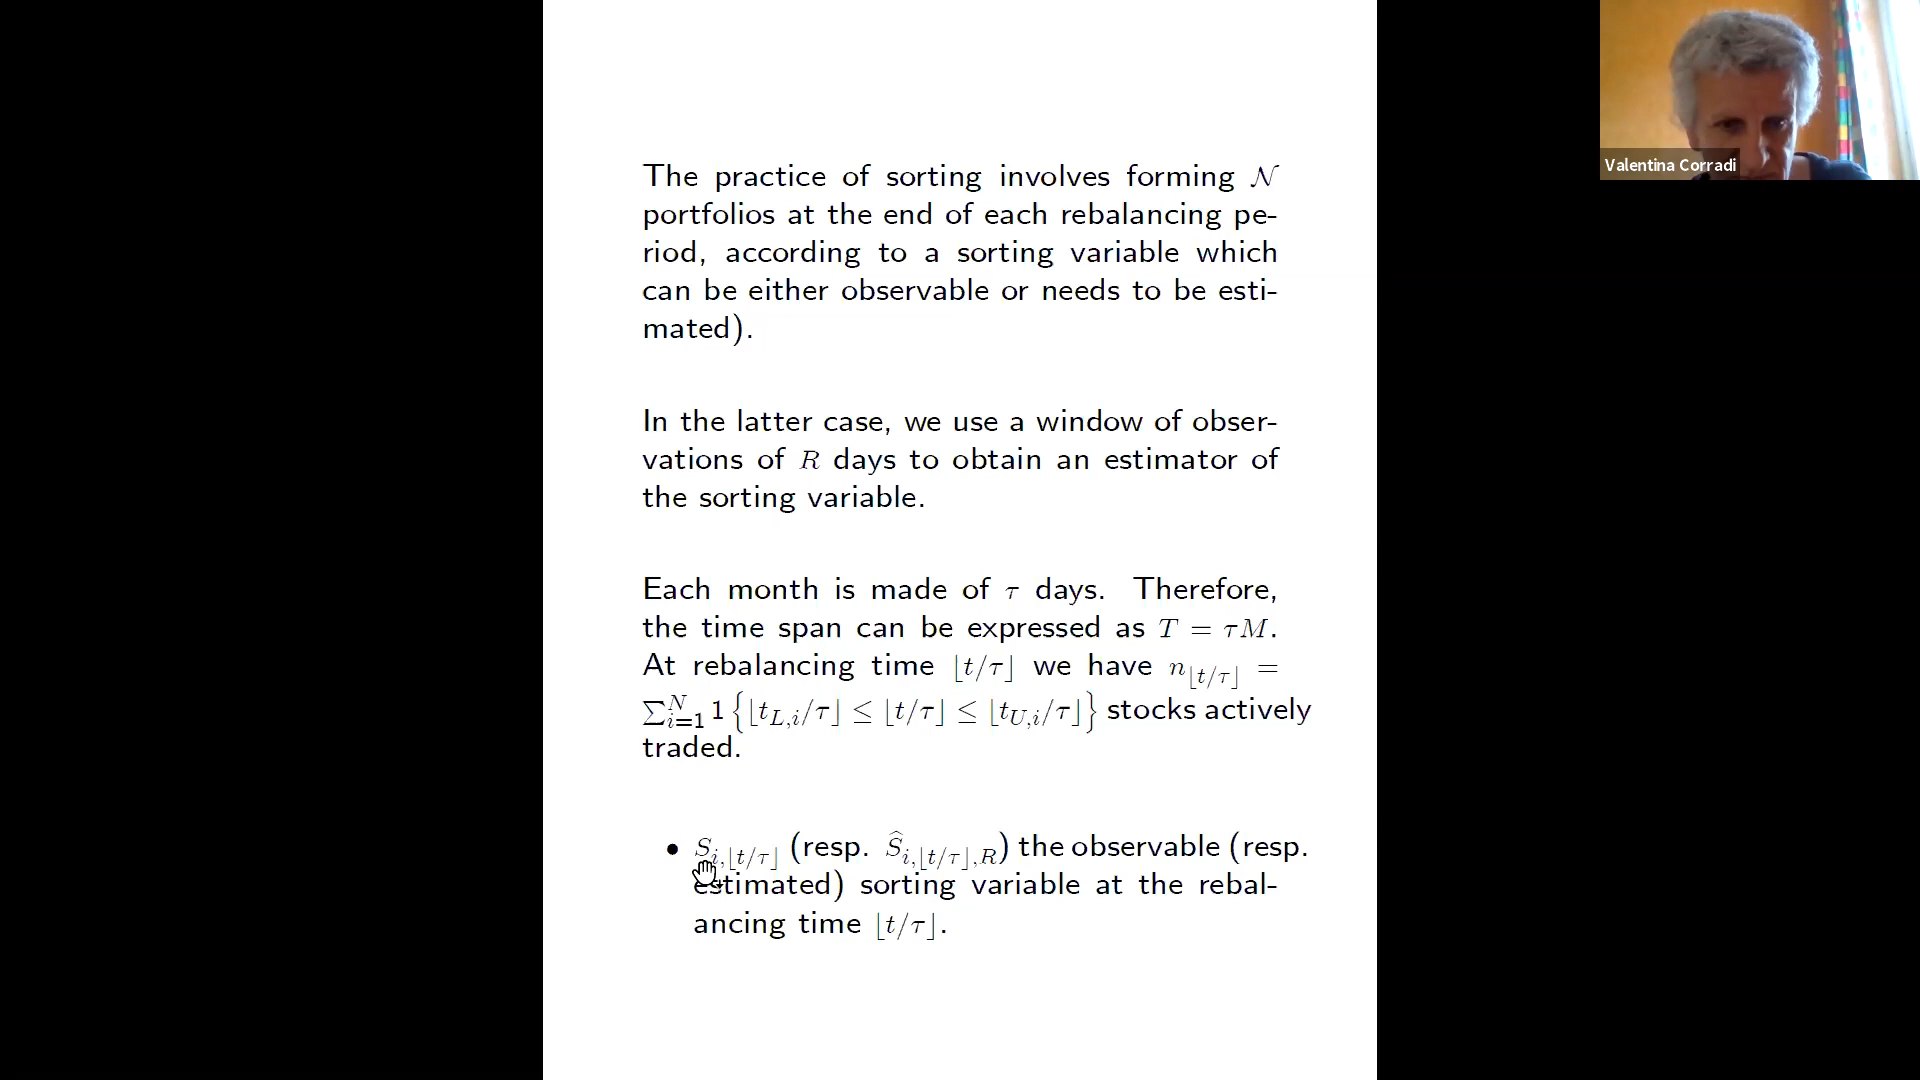 The practice of sorting involves forming 𝒩
portfolios at the end of each rebalancing pe-
riod, according to a sorting variable which
can be either observable or needs to be esti-
mated).
In the latter case, we use a window of obser-
vations of R days to obtain an estimator of
the sorting variable.
Each month is made of τ days. Therefore,
the time span can be expressed as T = τM.
At rebalancing time ⌊t/τ⌋ we have n_{⌊t/τ⌋} =
∑_{i=1}^{N} 1 {⌊t_{L,i}/τ⌋ ≤ ⌊t/τ⌋ ≤ ⌊t_{U,i}/τ⌋} stocks actively
traded.
• S_{i,⌊t/τ⌋} (resp. Ŝ_{i,⌊t/τ⌋,R}) the observable (resp.
estimated) sorting variable at the rebal-
ancing time ⌊t/τ⌋.
Valentina Corradi